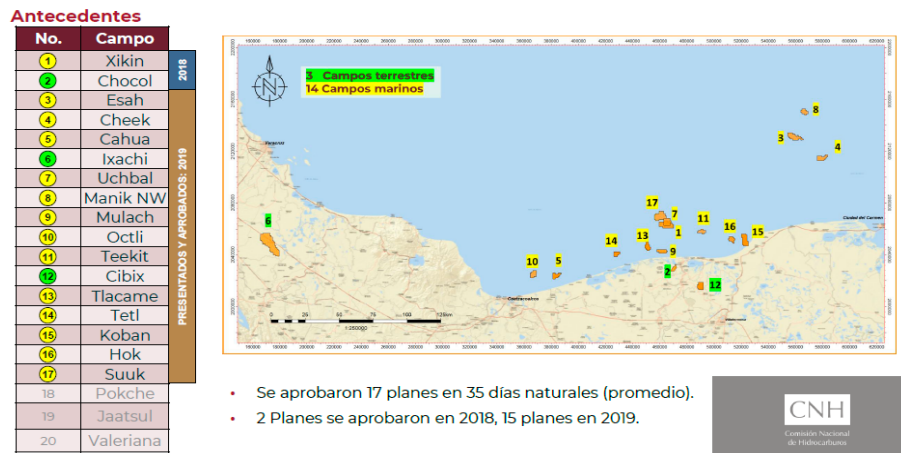 Antecedentes
No. Campo
1 Xikin
2 Chocol
3 Esah
4 Cheek
5 Cahua
6 Ixachi
7 Uchbal
8 Manik NW
9 Mulach
10 Octli
11 Teekit
12 Cibix
13 Tlacame
14 Tetl
15 Koban
16 Hok
17 Suuk
18 Pokche
19 Jaatsul
20 Valeriana
2018
PRESENTADOS Y APROBADOS: 2019
N
3 Campos terrestres
14 Campos marinos
8
3
4
17
7
11
6
1
16
15
13
14
9
10
5
2
12
Ciudad del Carmen
Coatzacoalcos
1:250000
• Se aprobaron 17 planes en 35 días naturales (promedio).
• 2 Planes se aprobaron en 2018, 15 planes en 2019.
CNH
Comisión Nacional
de Hidrocarburos